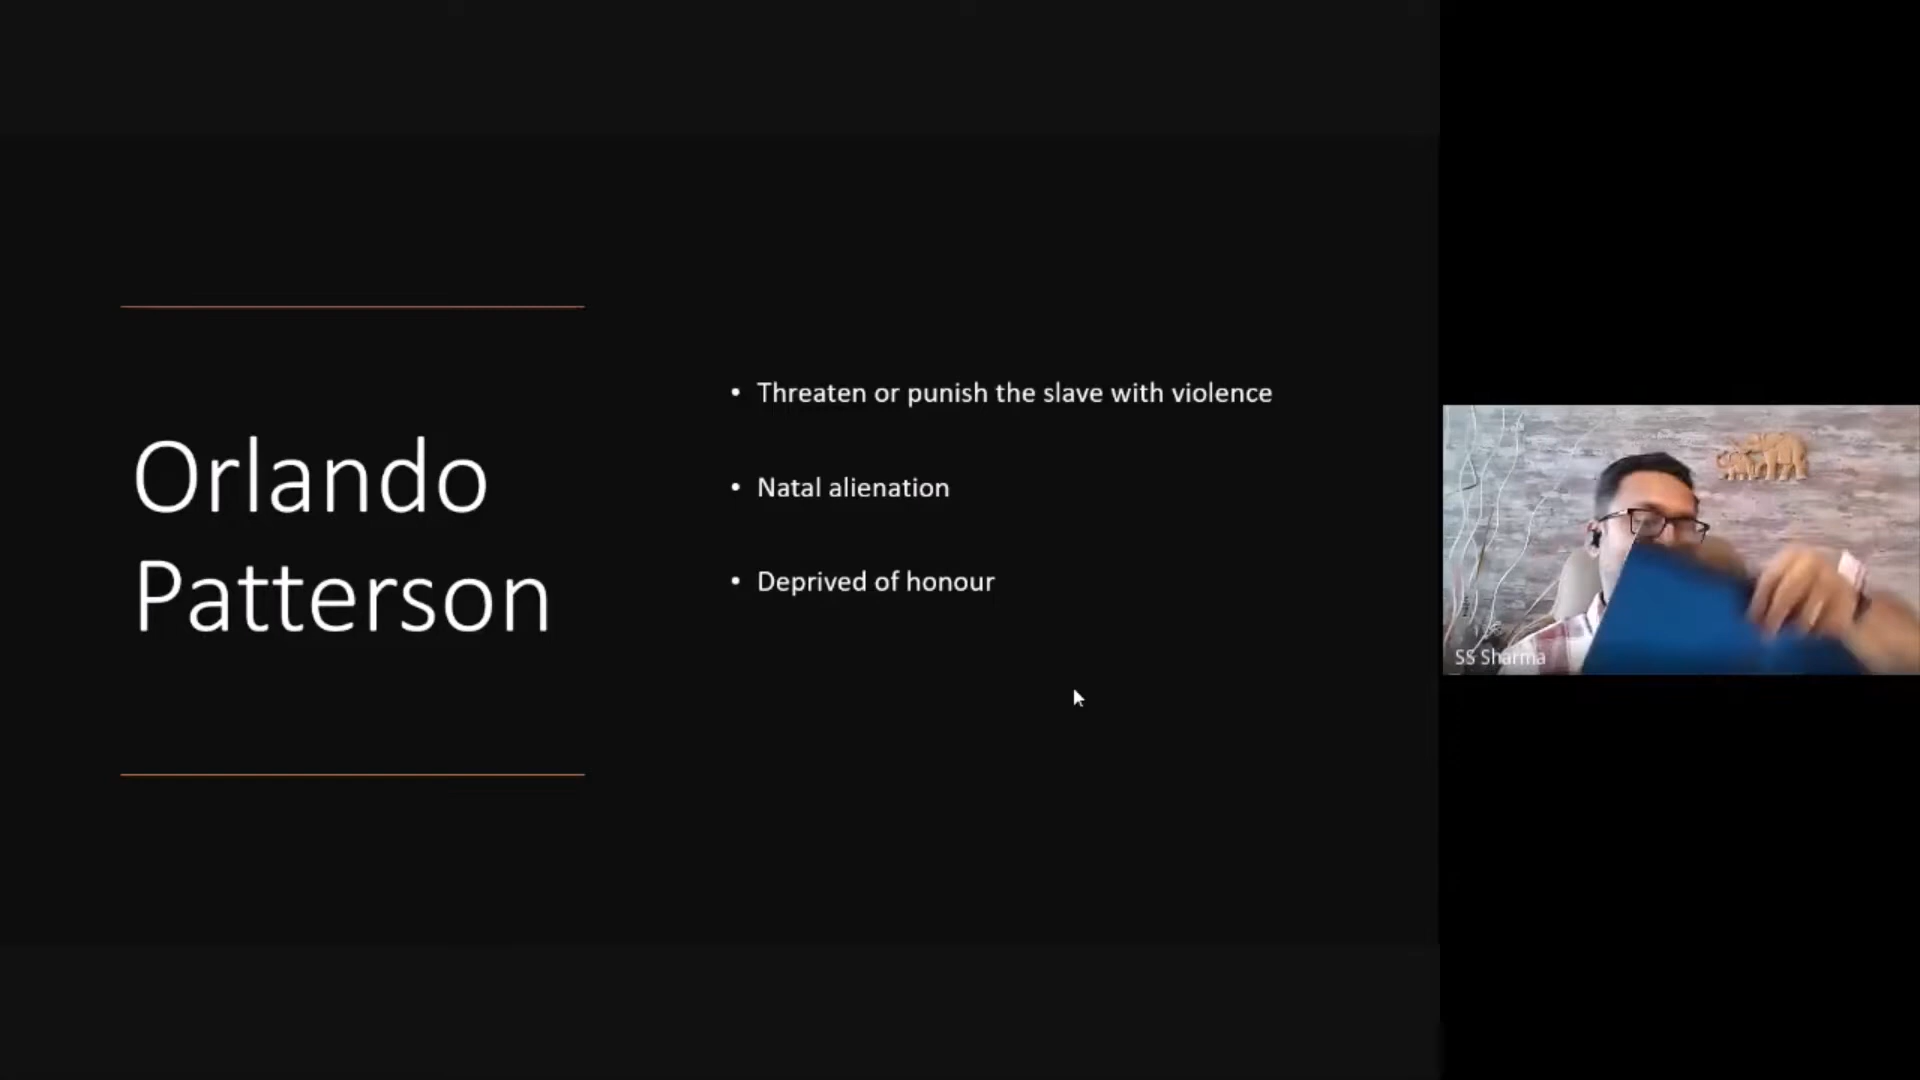 Orlando
Patterson
• Threaten or punish the slave with violence
• Natal alienation
• Deprived of honour
SS Sharma